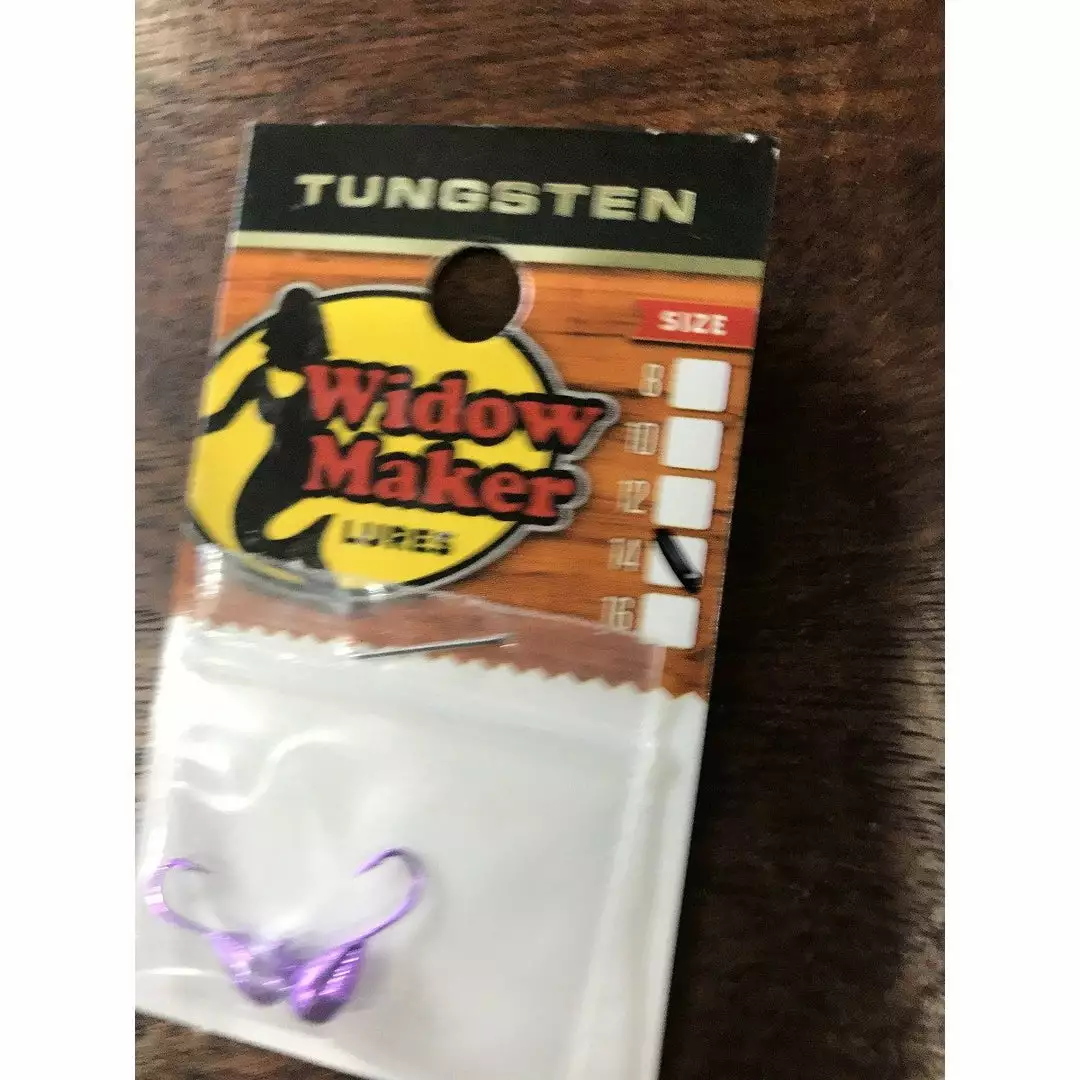 TUNGSTEN
SIZE
Widow
Maker
LURES
8
10
12
14
16